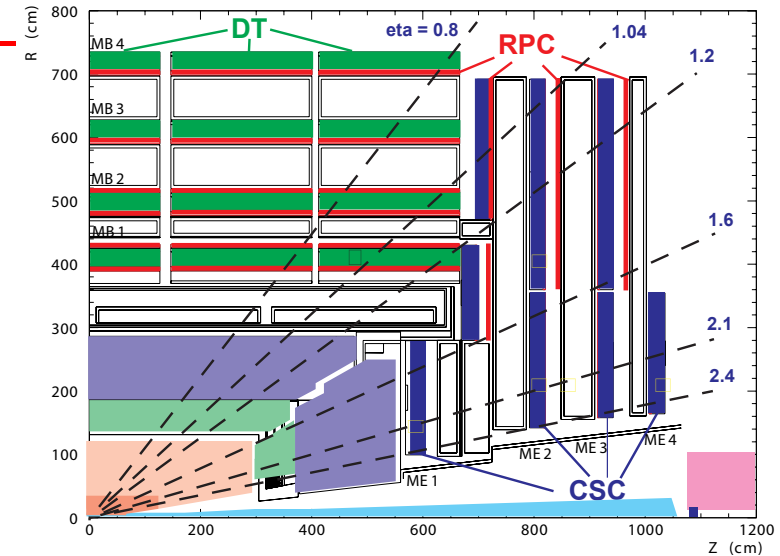 800
700
600
500
400
300
200
100
0
R (cm)
MB 4
MB 3
MB 2
MB 1
DT
eta = 0.8
RPC
1.04
1.2
1.6
2.1
2.4
ME 1
ME 2
ME 3
ME 4
CSC
0
200
400
600
800
1000
1200
Z (cm)